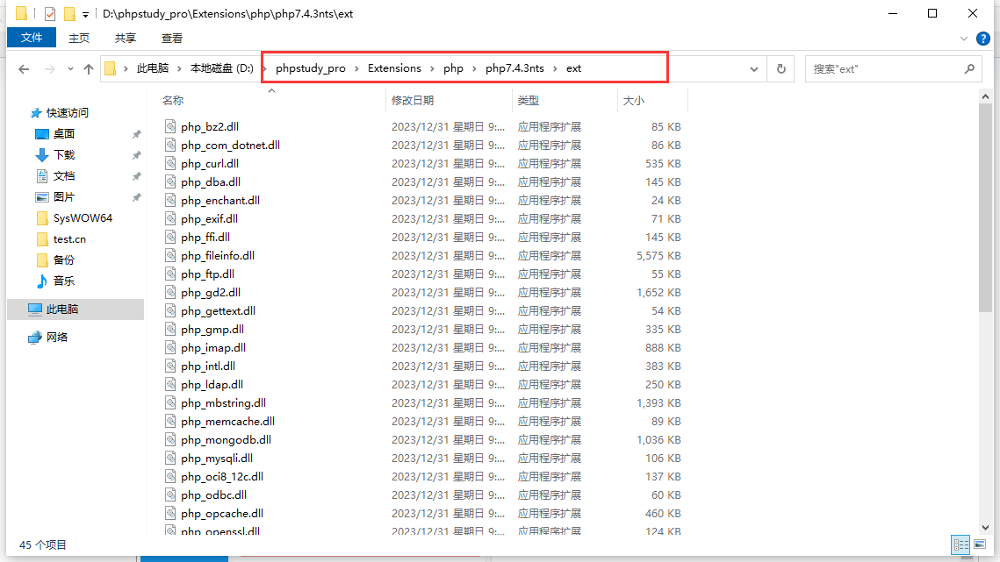 D:\phpstudy_pro\Extensions\php\php7.4.3nts\ext
文件 主页 共享 查看
此电脑 本地磁盘 (D:) phpstudy_pro Extensions php php7.4.3nts ext 搜索"ext"
名称 修改日期 类型 大小
快速访问
桌面
下载
文档
图片
SysWOW64
test.cn
备份
音乐
此电脑
网络
php_bz2.dll 2023/12/31 星期日 9:... 应用程序扩展 85 KB
php_com_dotnet.dll 2023/12/31 星期日 9:... 应用程序扩展 86 KB
php_curl.dll 2023/12/31 星期日 9:... 应用程序扩展 535 KB
php_dba.dll 2023/12/31 星期日 9:... 应用程序扩展 145 KB
php_enchant.dll 2023/12/31 星期日 9:... 应用程序扩展 24 KB
php_exif.dll 2023/12/31 星期日 9:... 应用程序扩展 71 KB
php_ffi.dll 2023/12/31 星期日 9:... 应用程序扩展 145 KB
php_fileinfo.dll 2023/12/31 星期日 9:... 应用程序扩展 5,575 KB
php_ftp.dll 2023/12/31 星期日 9:... 应用程序扩展 55 KB
php_gd2.dll 2023/12/31 星期日 9:... 应用程序扩展 1,652 KB
php_gettext.dll 2023/12/31 星期日 9:... 应用程序扩展 54 KB
php_gmp.dll 2023/12/31 星期日 9:... 应用程序扩展 335 KB
php_imap.dll 2023/12/31 星期日 9:... 应用程序扩展 888 KB
php_intl.dll 2023/12/31 星期日 9:... 应用程序扩展 383 KB
php_ldap.dll 2023/12/31 星期日 9:... 应用程序扩展 250 KB
php_mbstring.dll 2023/12/31 星期日 9:... 应用程序扩展 1,393 KB
php_memcache.dll 2023/12/31 星期日 9:... 应用程序扩展 89 KB
php_mongodb.dll 2023/12/31 星期日 9:... 应用程序扩展 1,036 KB
php_mysqli.dll 2023/12/31 星期日 9:... 应用程序扩展 106 KB
php_oci8_12c.dll 2023/12/31 星期日 9:... 应用程序扩展 137 KB
php_odbc.dll 2023/12/31 星期日 9:... 应用程序扩展 60 KB
php_opcache.dll 2023/12/31 星期日 9:... 应用程序扩展 460 KB
php_openssl.dll 2023/12/31 星期日 9:... 应用程序扩展 124 KB
45 个项目